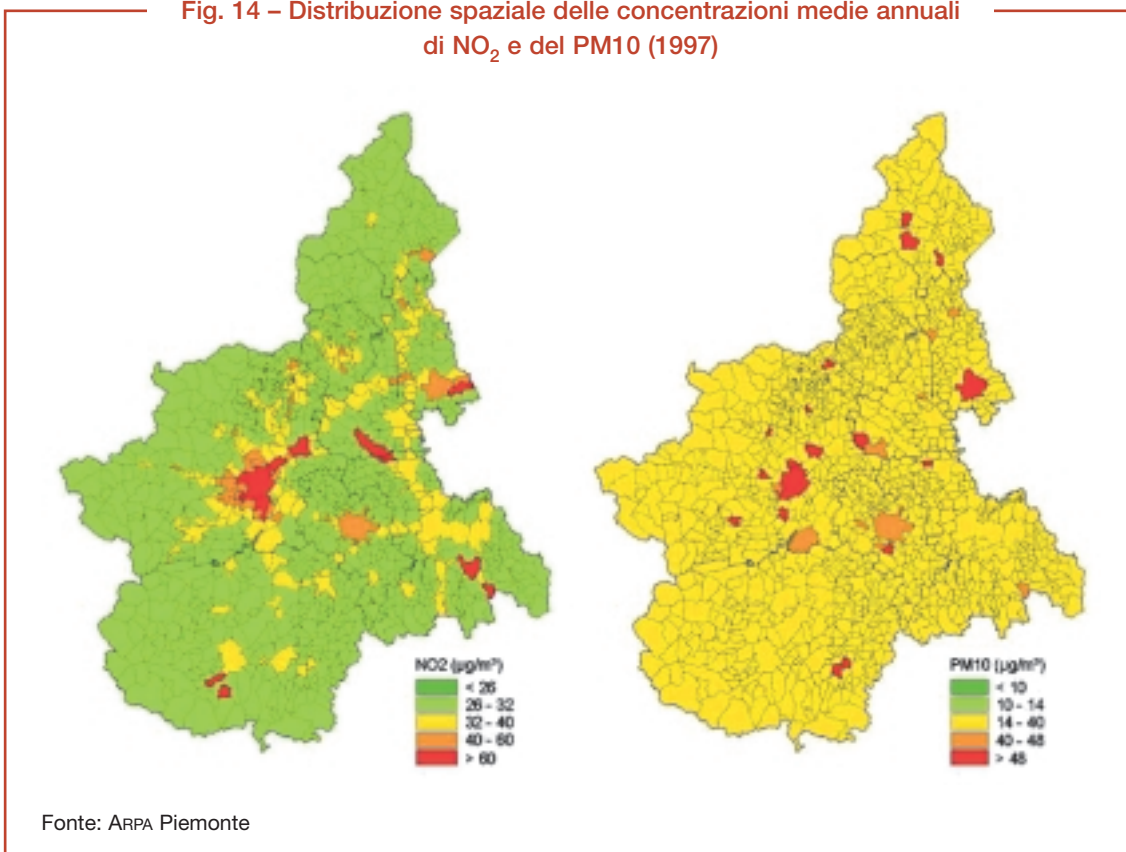 Fig. 14 – Distribuzione spaziale delle concentrazioni medie annuali
di NO₂ e del PM10 (1997)
NO2 (µg/m³)
< 26
26 - 32
32 - 40
40 - 60
> 60
PM10 (µg/m³)
< 10
10 - 14
14 - 40
40 - 48
> 48
Fonte: ARPA Piemonte